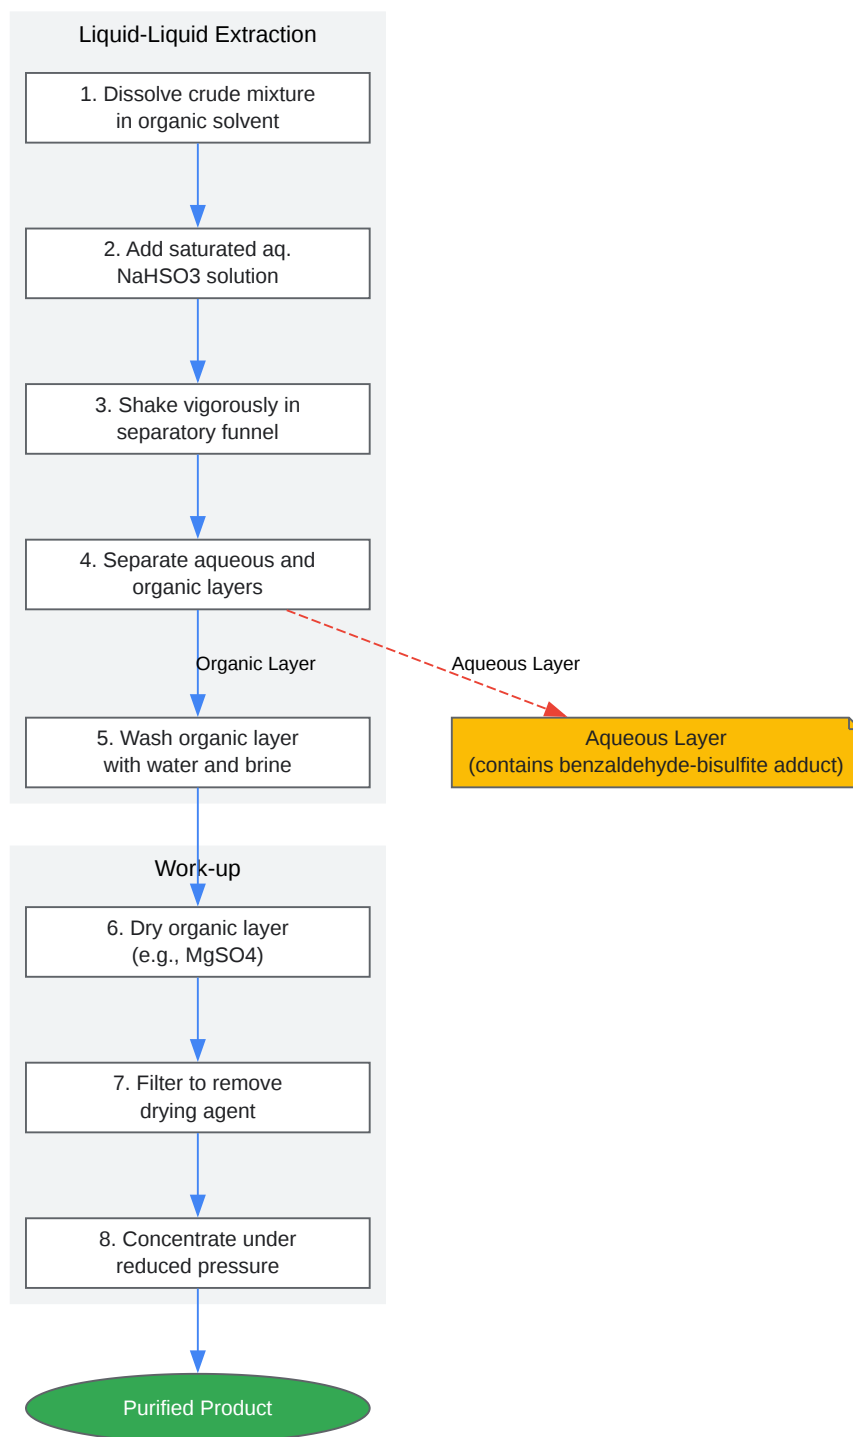 Liquid-Liquid Extraction
1. Dissolve crude mixture
in organic solvent
2. Add saturated aq.
NaHSO3 solution
3. Shake vigorously in
separatory funnel
4. Separate aqueous and
organic layers
Organic Layer
Aqueous Layer
5. Wash organic layer
with water and brine
Aqueous Layer
(contains benzaldehyde-bisulfite adduct)
Work-up
6. Dry organic layer
(e.g., MgSO4)
7. Filter to remove
drying agent
8. Concentrate under
reduced pressure
Purified Product